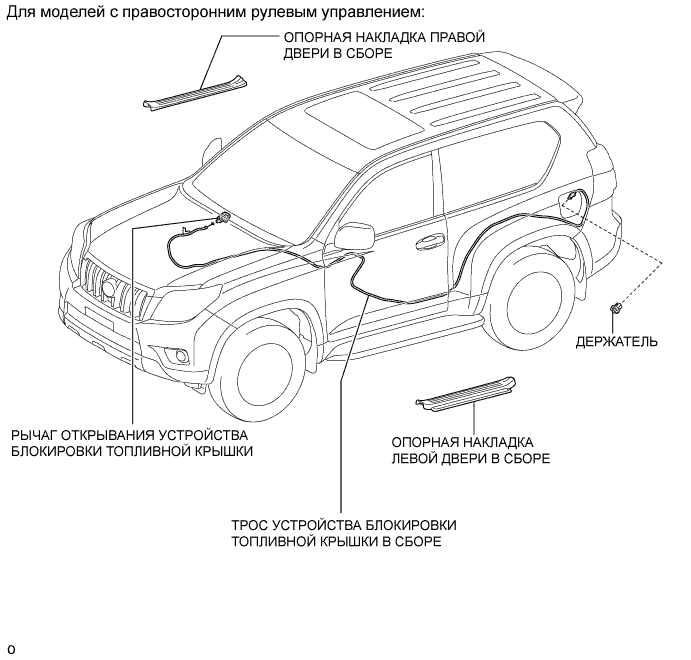 Для моделей с правосторонним рулевым управлением:
ОПОРНАЯ НАКЛАДКА ПРАВОЙ
ДВЕРИ В СБОРЕ
ДЕРЖАТЕЛЬ
РЫЧАГ ОТКРЫВАНИЯ УСТРОЙСТВА
БЛОКИРОВКИ ТОПЛИВНОЙ КРЫШКИ
ОПОРНАЯ НАКЛАДКА
ЛЕВОЙ ДВЕРИ В СБОРЕ
ТРОС УСТРОЙСТВА БЛОКИРОВКИ
ТОПЛИВНОЙ КРЫШКИ В СБОРЕ
o